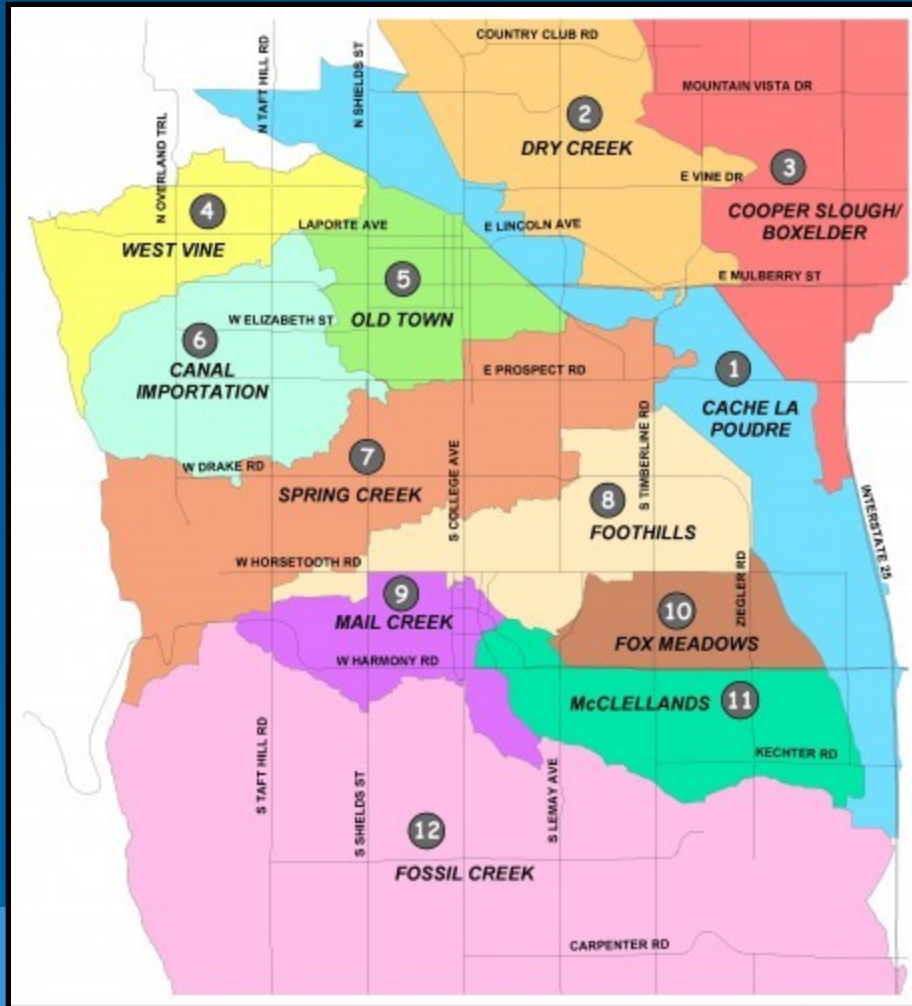 COUNTRY CLUB RD
N TAFT HILL RD
N SHIELDS ST
MOUNTAIN VISTA DR
2
DRY CREEK
N OVERLAND TRL
3
E VINE DR
COOPER SLOUGH/
BOXELDER
4
WEST VINE
LAPORTE AVE
E LINCOLN AVE
E MULBERRY ST
5
OLD TOWN
W ELIZABETH ST
6
CANAL
IMPORTATION
E PROSPECT RD
1
CACHE LA
POUDRE
7
SPRING CREEK
W DRAKE RD
S COLLEGE AVE
S TIMBERLINE RD
8
FOOTHILLS
INTERSTATE 25
W HORSETOOTH RD
ZIEGLER RD
9
MAIL CREEK
10
FOX MEADOWS
W HARMONY RD
McCLELLANDS
11
KECHTER RD
S TAFT HILL RD
S SHIELDS ST
S LEMAY AVE
12
FOSSIL CREEK
CARPENTER RD